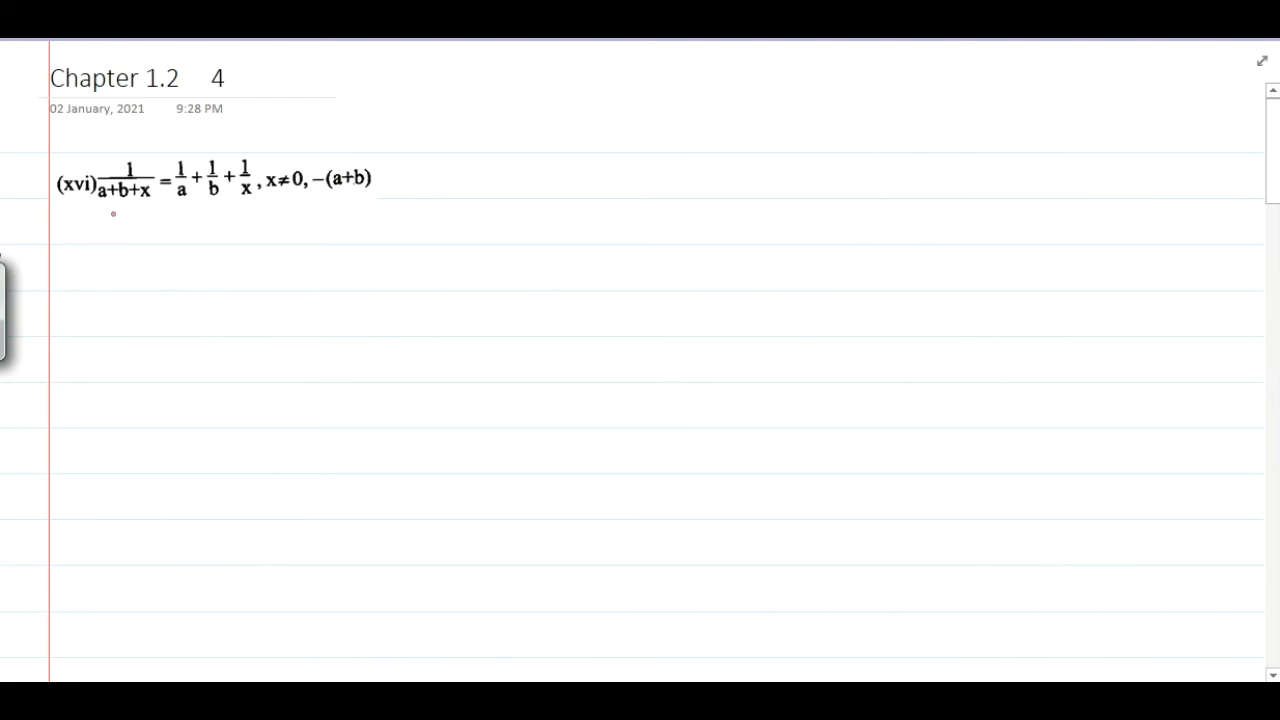 Chapter 1.2 4
02 January, 2021 9:28 PM
(xvi) 1/(a+b+x) = 1/a + 1/b + 1/x , x≠0, −(a+b)